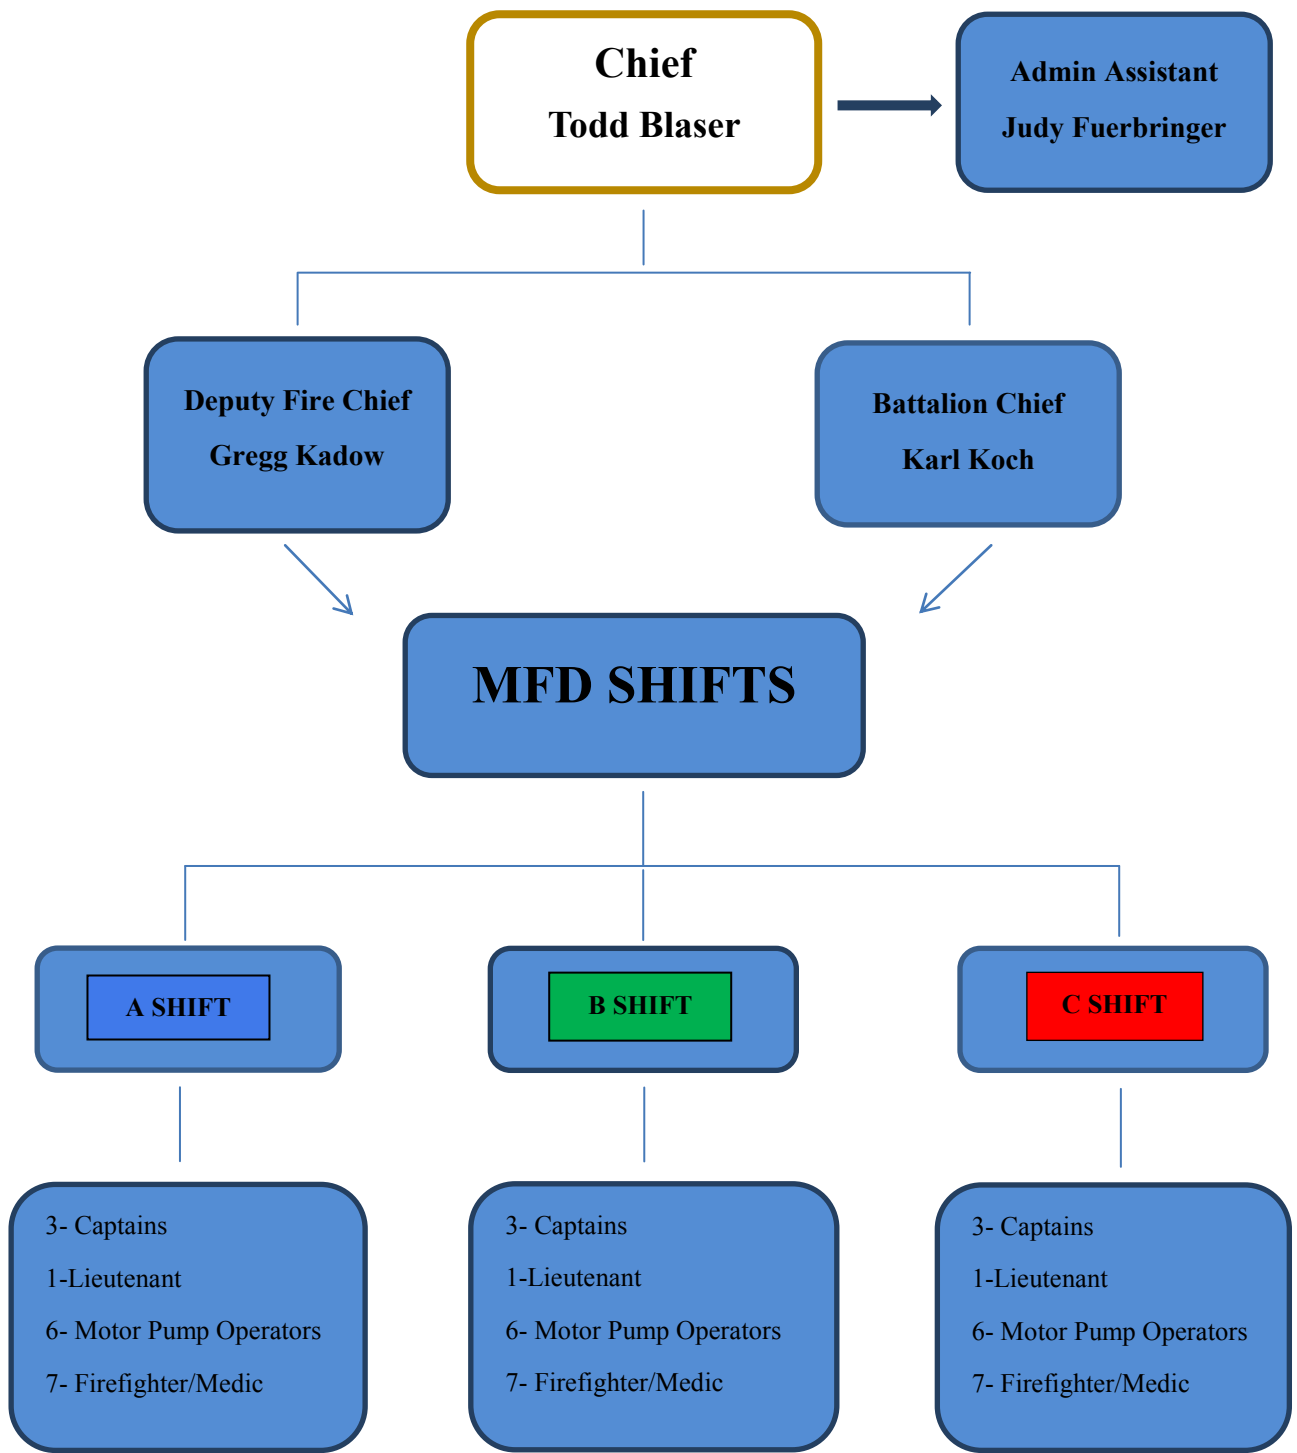 Chief
Todd Blaser
Admin Assistant
Judy Fuerbringer
Deputy Fire Chief
Gregg Kadow
Battalion Chief
Karl Koch
MFD SHIFTS
A SHIFT
B SHIFT
C SHIFT
3- Captains
1-Lieutenant
6- Motor Pump Operators
7- Firefighter/Medic
3- Captains
1-Lieutenant
6- Motor Pump Operators
7- Firefighter/Medic
3- Captains
1-Lieutenant
6- Motor Pump Operators
7- Firefighter/Medic